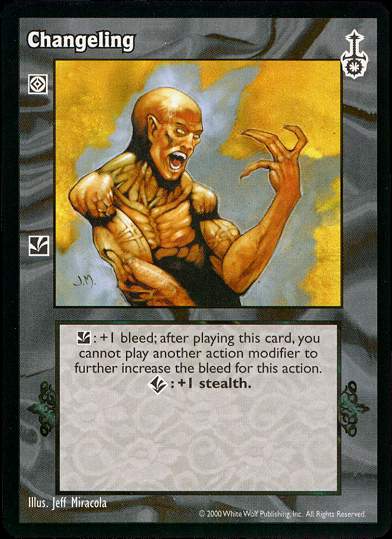 Changeling
J.M.
: +1 bleed; after playing this card, you
cannot play another action modifier to
further increase the bleed for this action.
: +1 stealth.
Illus. Jeff Miracola
© 2000 White Wolf Publishing, Inc. All Rights Reserved.